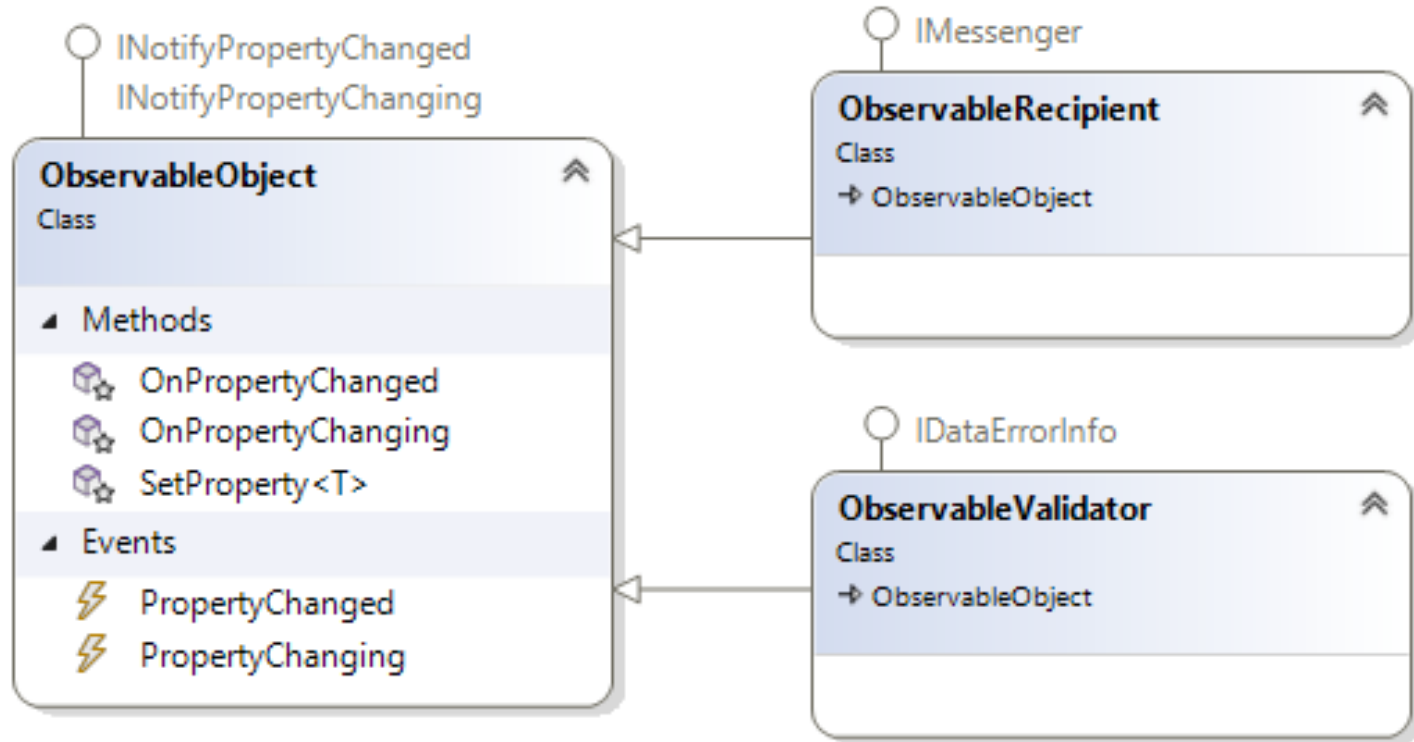 INotifyPropertyChanged
INotifyPropertyChanging
ObservableObject
Class
Methods
OnPropertyChanged
OnPropertyChanging
SetProperty<T>
Events
PropertyChanged
PropertyChanging
IMessenger
ObservableRecipient
Class
ObservableObject
IDataErrorInfo
ObservableValidator
Class
ObservableObject